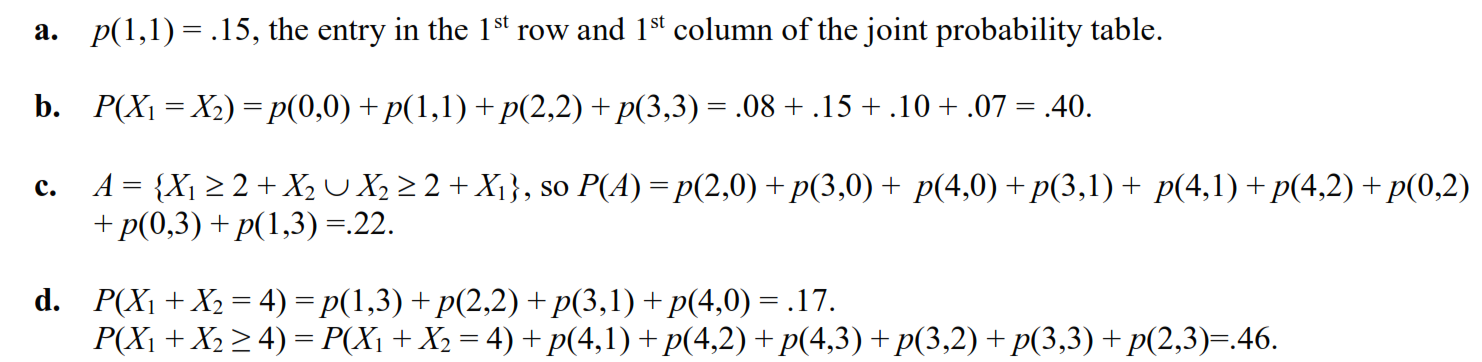 a. p(1,1) = .15, the entry in the 1st row and 1st column of the joint probability table.
b. P(X₁ = X₂) = p(0,0) + p(1,1) + p(2,2) + p(3,3) = .08 + .15 + .10 + .07 = .40.
c. A = {X₁ ≥ 2 + X₂ ∪ X₂ ≥ 2 + X₁}, so P(A) = p(2,0) + p(3,0) + p(4,0) + p(3,1) + p(4,1) + p(4,2) + p(0,2)
+ p(0,3) + p(1,3) =.22.
d. P(X₁ + X₂ = 4) = p(1,3) + p(2,2) + p(3,1) + p(4,0) = .17.
P(X₁ + X₂ ≥ 4) = P(X₁ + X₂ = 4) + p(4,1) + p(4,2) + p(4,3) + p(3,2) + p(3,3) + p(2,3)=.46.